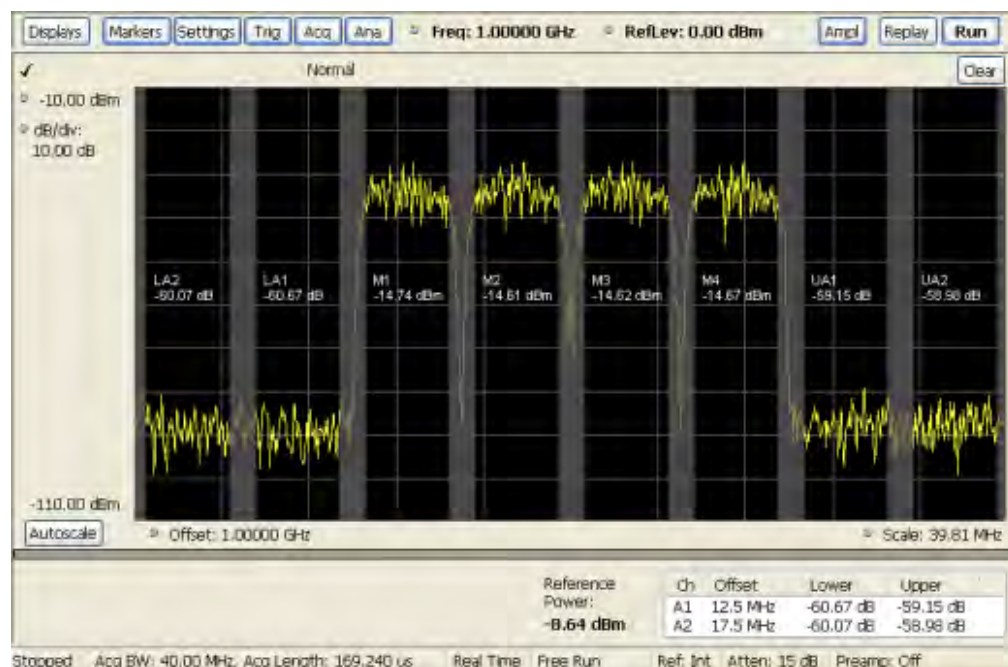 Displays Markers Settings Trig Acq Ana Freq: 1.00000 GHz RefLev: 0.00 dBm Ampl Replay Run
Normal Clear
-10.00 dBm
dB/div:
10.00 dB
LA2 LA1 M1 M2 M3 M4 UA1 UA2
-60.07 dB -60.67 dB -14.74 dBm -14.61 dBm -14.62 dBm -14.67 dBm -59.15 dB -58.98 dB
-110.00 dBm
Autoscale Offset: 1.00000 GHz Scale: 39.81 MHz
Reference Power: -8.64 dBm
Ch Offset Lower Upper
A1 12.5 MHz -60.67 dB -59.15 dB
A2 17.5 MHz -60.07 dB -58.98 dB
Stopped Acq BW: 40.00 MHz, Acq Length: 169.240 us Real Time Free Run Ref: Int Atten: 15 dB Preamp: Off